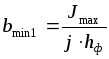 b_min1 = J_max / (j · h_ф)